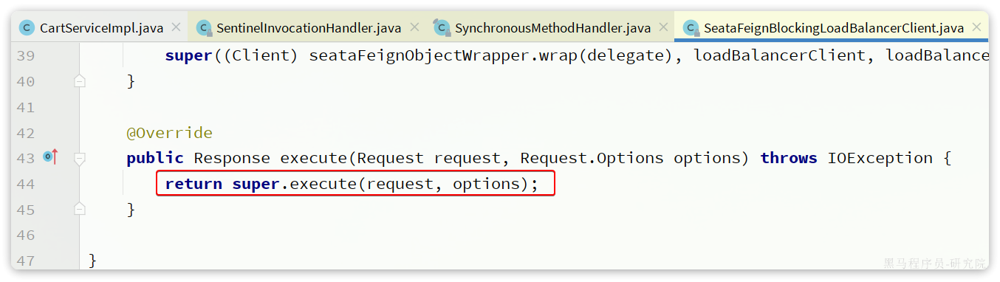 CartServiceImpl.java SentinelInvocationHandler.java SynchronousMethodHandler.java SeataFeignBlockingLoadBalancerClient.java
39 super((Client) seataFeignObjectWrapper.wrap(delegate), loadBalancerClient, loadBalance
40 }
41
42 @Override
43 public Response execute(Request request, Request.Options options) throws IOException {
44 return super.execute(request, options);
45 }
46
47 }
黑马程序员-研究院